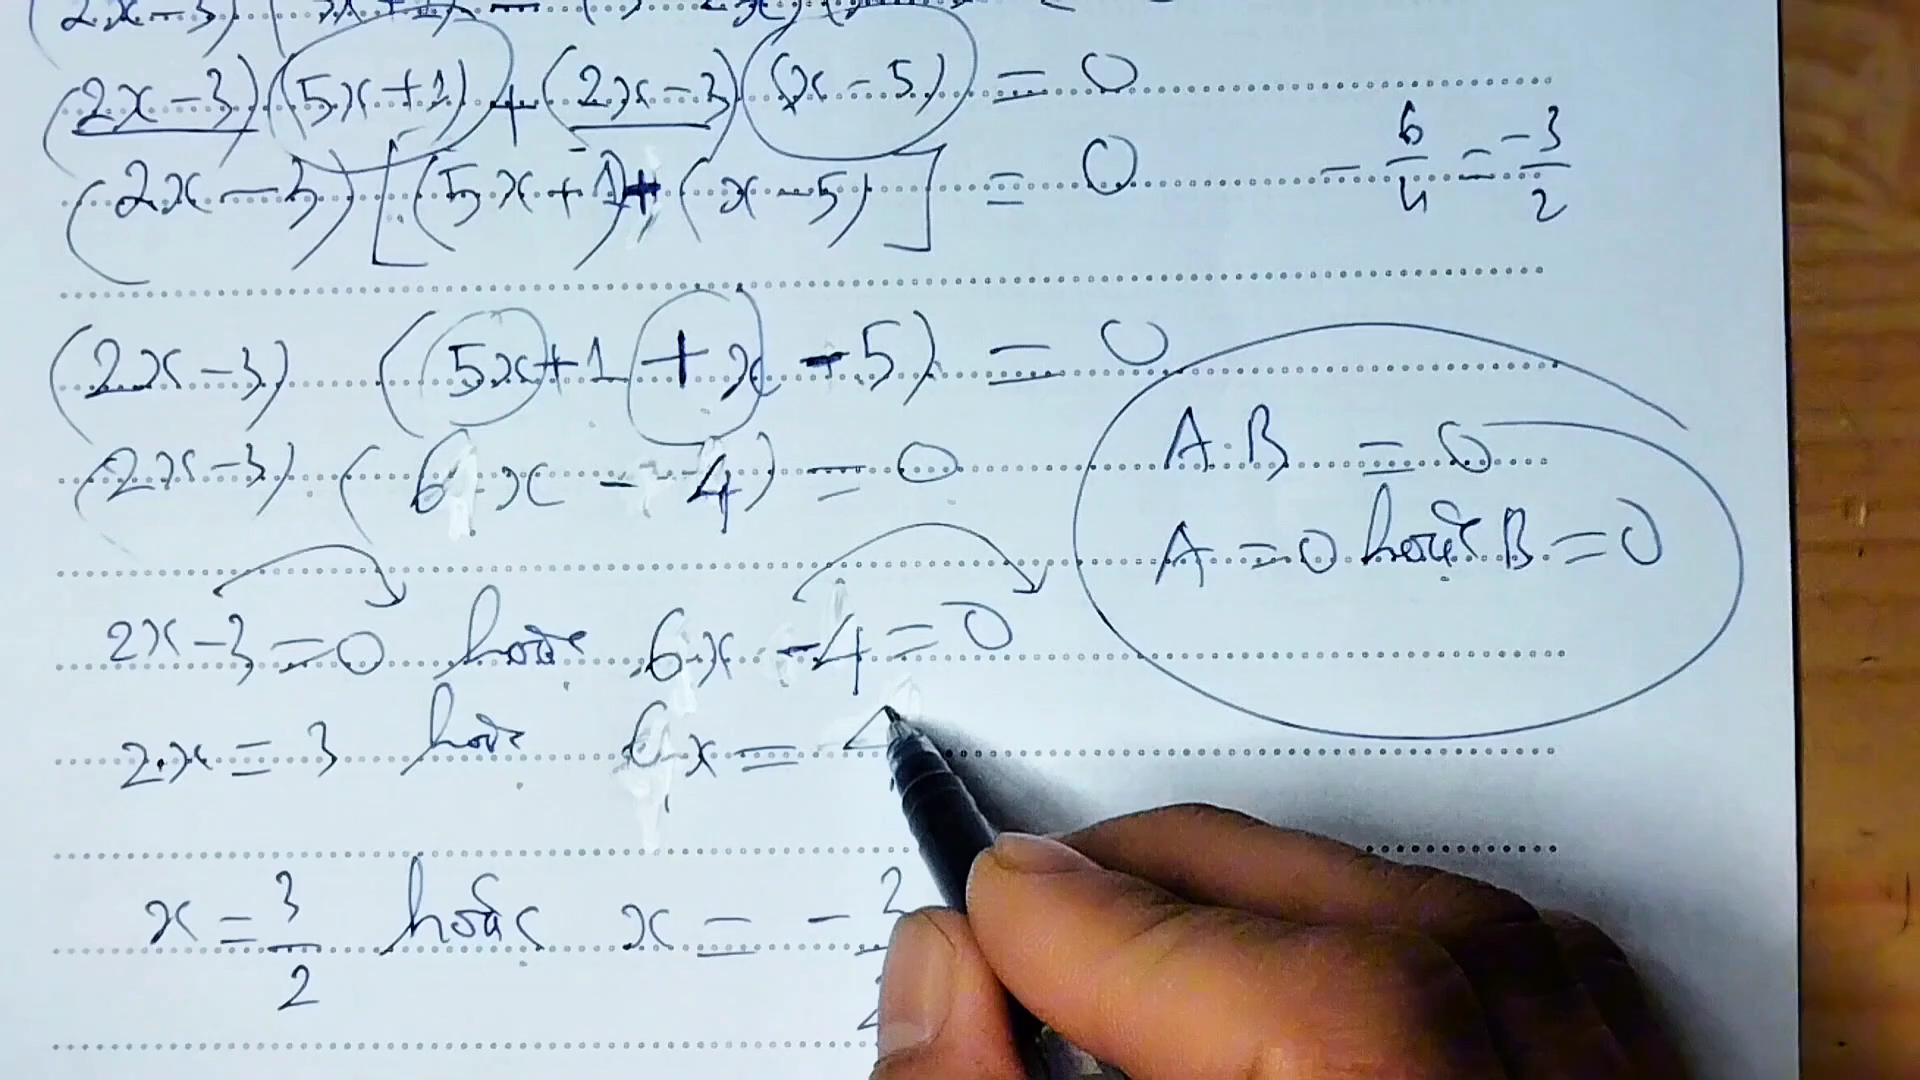 (2x-3)(5x+1) + (2x-3)(x-5) = 0
(2x-3)[(5x+1)+(x-5)] = 0
- 6/4 = -3/2
(2x-3) (5x+1+x-5) = 0
(2x-3).(6x-4) = 0
A.B = 0
A = 0 hoặc B = 0
2x-3=0 hoặc 6x-4=0
2x=3 hoặc 6x=4
x=3/2 hoặc x=-